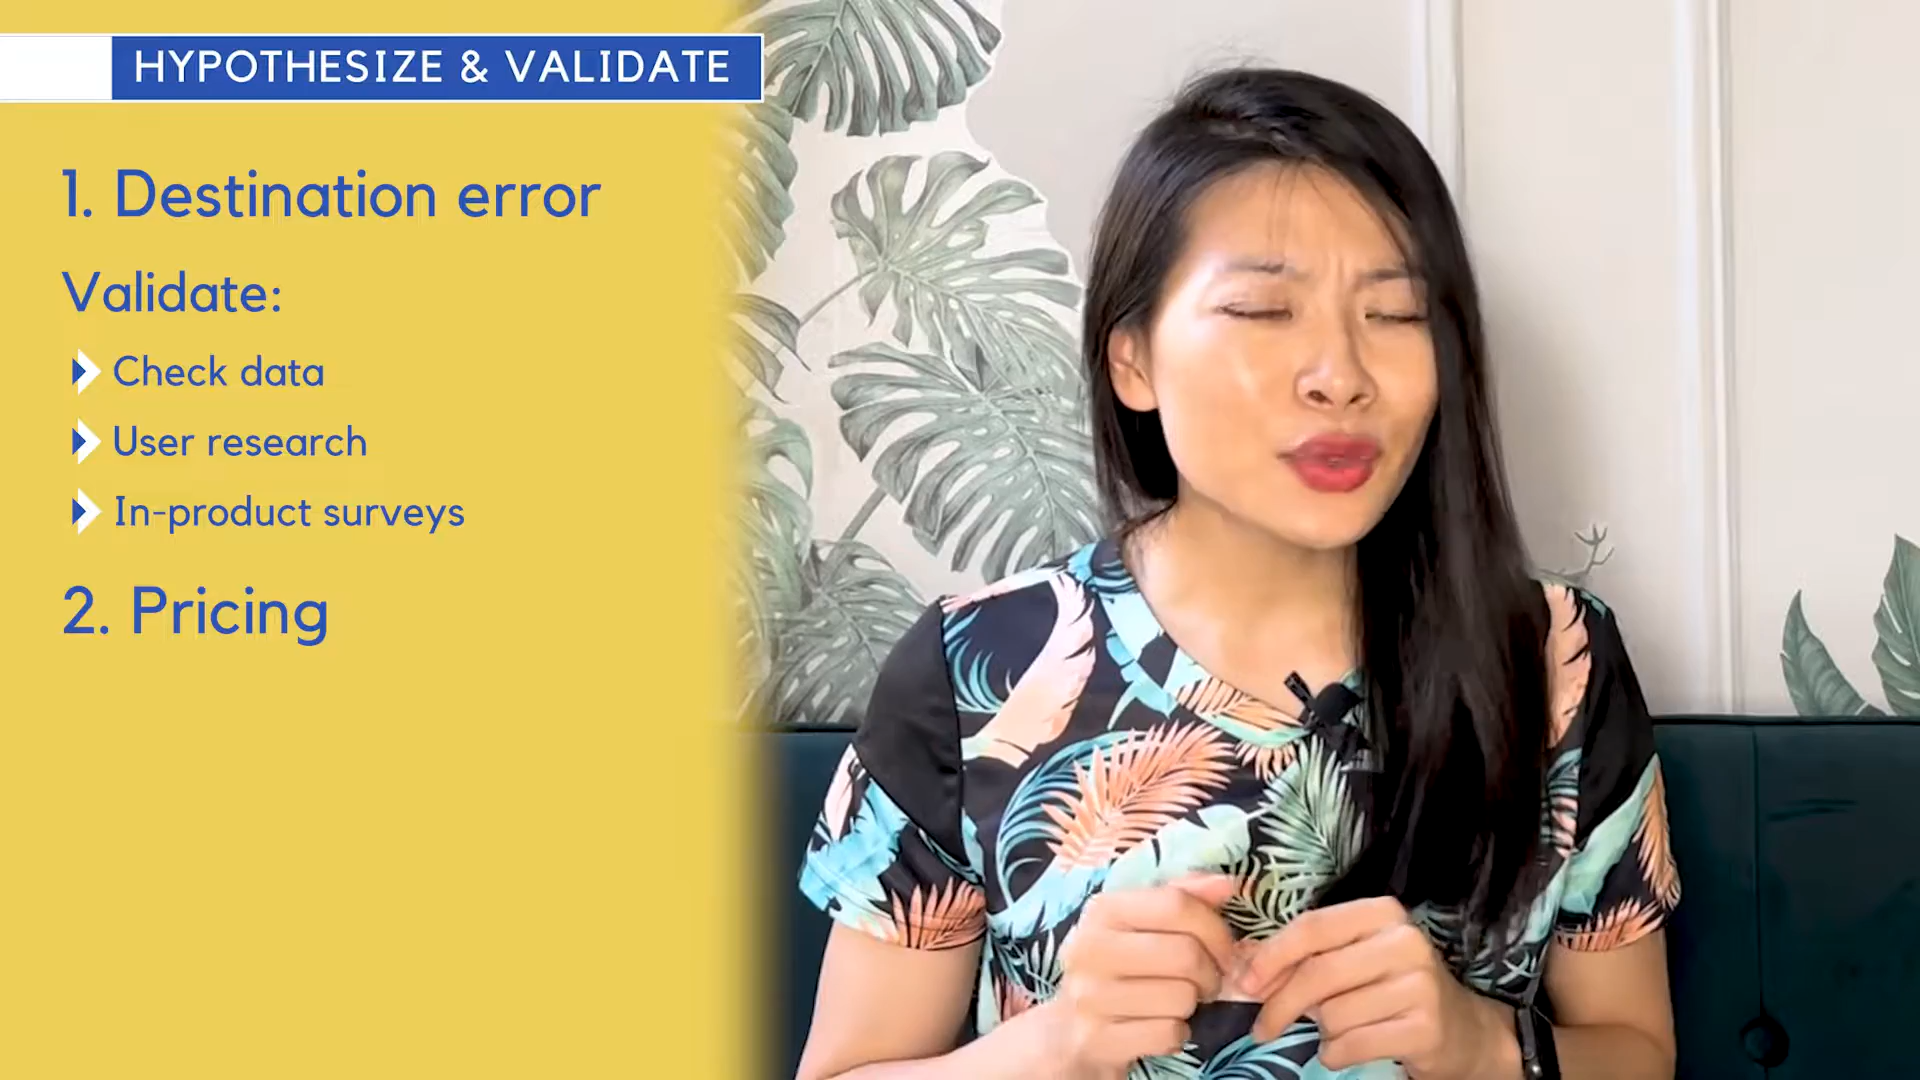 HYPOTHESIZE & VALIDATE
1. Destination error
Validate:
Check data
User research
In-product surveys
2. Pricing